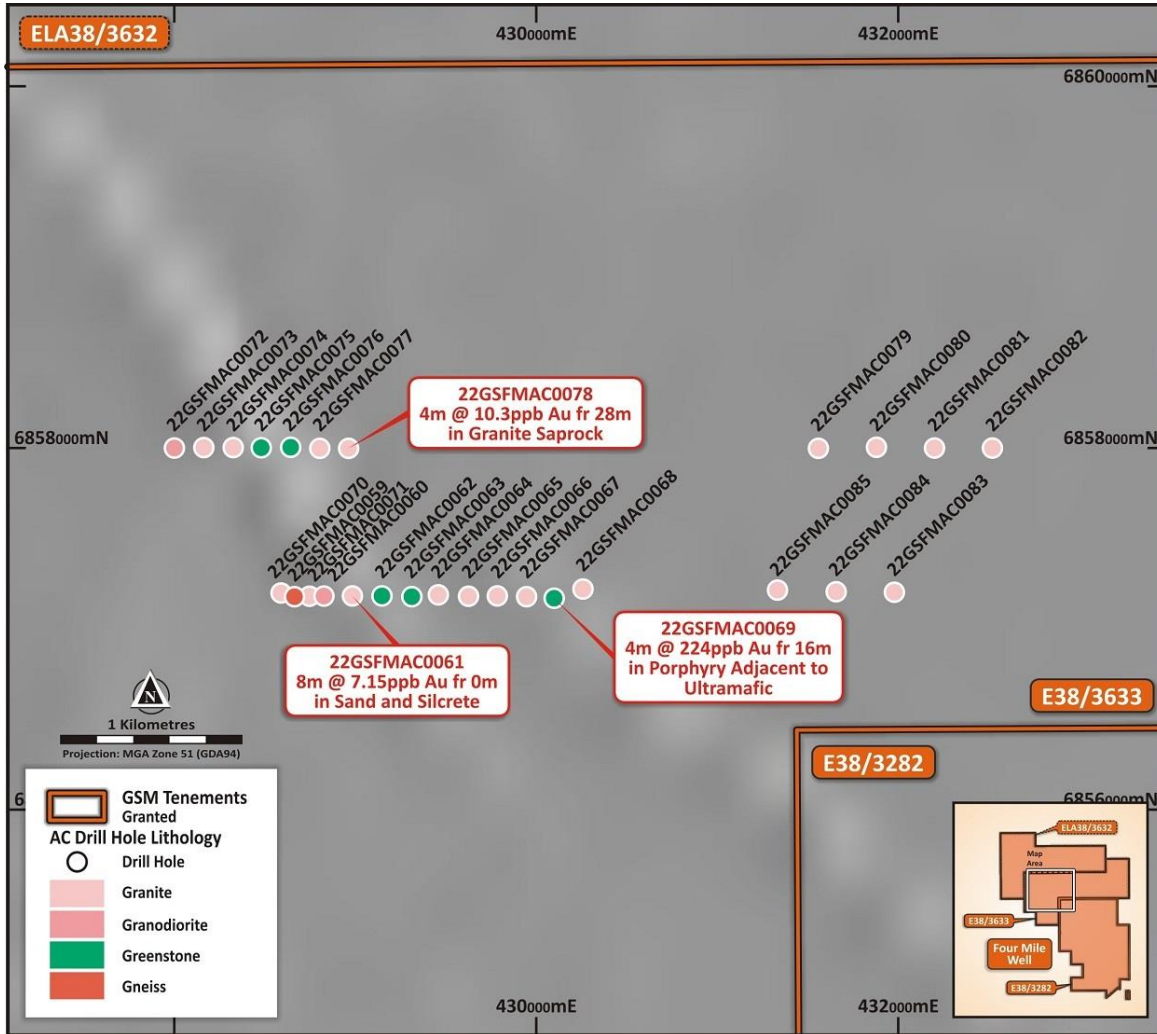 ELA38/3632
430000mE
432000mE
6860000mN
22GSFMAC0072
22GSFMAC0073
22GSFMAC0074
22GSFMAC0075
22GSFMAC0076
22GSFMAC0077
22GSFMAC0079
22GSFMAC0080
22GSFMAC0081
22GSFMAC0082
22GSFMAC0078
4m @ 10.3ppb Au fr 28m
in Granite Saprock
6858000mN
6858000mN
22GSFMAC0070
22GSFMAC0059
22GSFMAC0071
22GSFMAC0060
22GSFMAC0062
22GSFMAC0063
22GSFMAC0064
22GSFMAC0065
22GSFMAC0066
22GSFMAC0067
22GSFMAC0068
22GSFMAC0085
22GSFMAC0084
22GSFMAC0083
22GSFMAC0061
8m @ 7.15ppb Au fr 0m
in Sand and Silcrete
22GSFMAC0069
4m @ 224ppb Au fr 16m
in Porphyry Adjacent to
Ultramafic
N
1 Kilometres
Projection: MGA Zone 51 (GDA94)
E38/3633
E38/3282
6856000mN
GSM Tenements
Granted
AC Drill Hole Lithology
Drill Hole
Granite
Granodiorite
Greenstone
Gneiss
ELA38/3632
Map
Area
E38/3633
Four Mile
Well
E38/3282
430000mE
432000mE